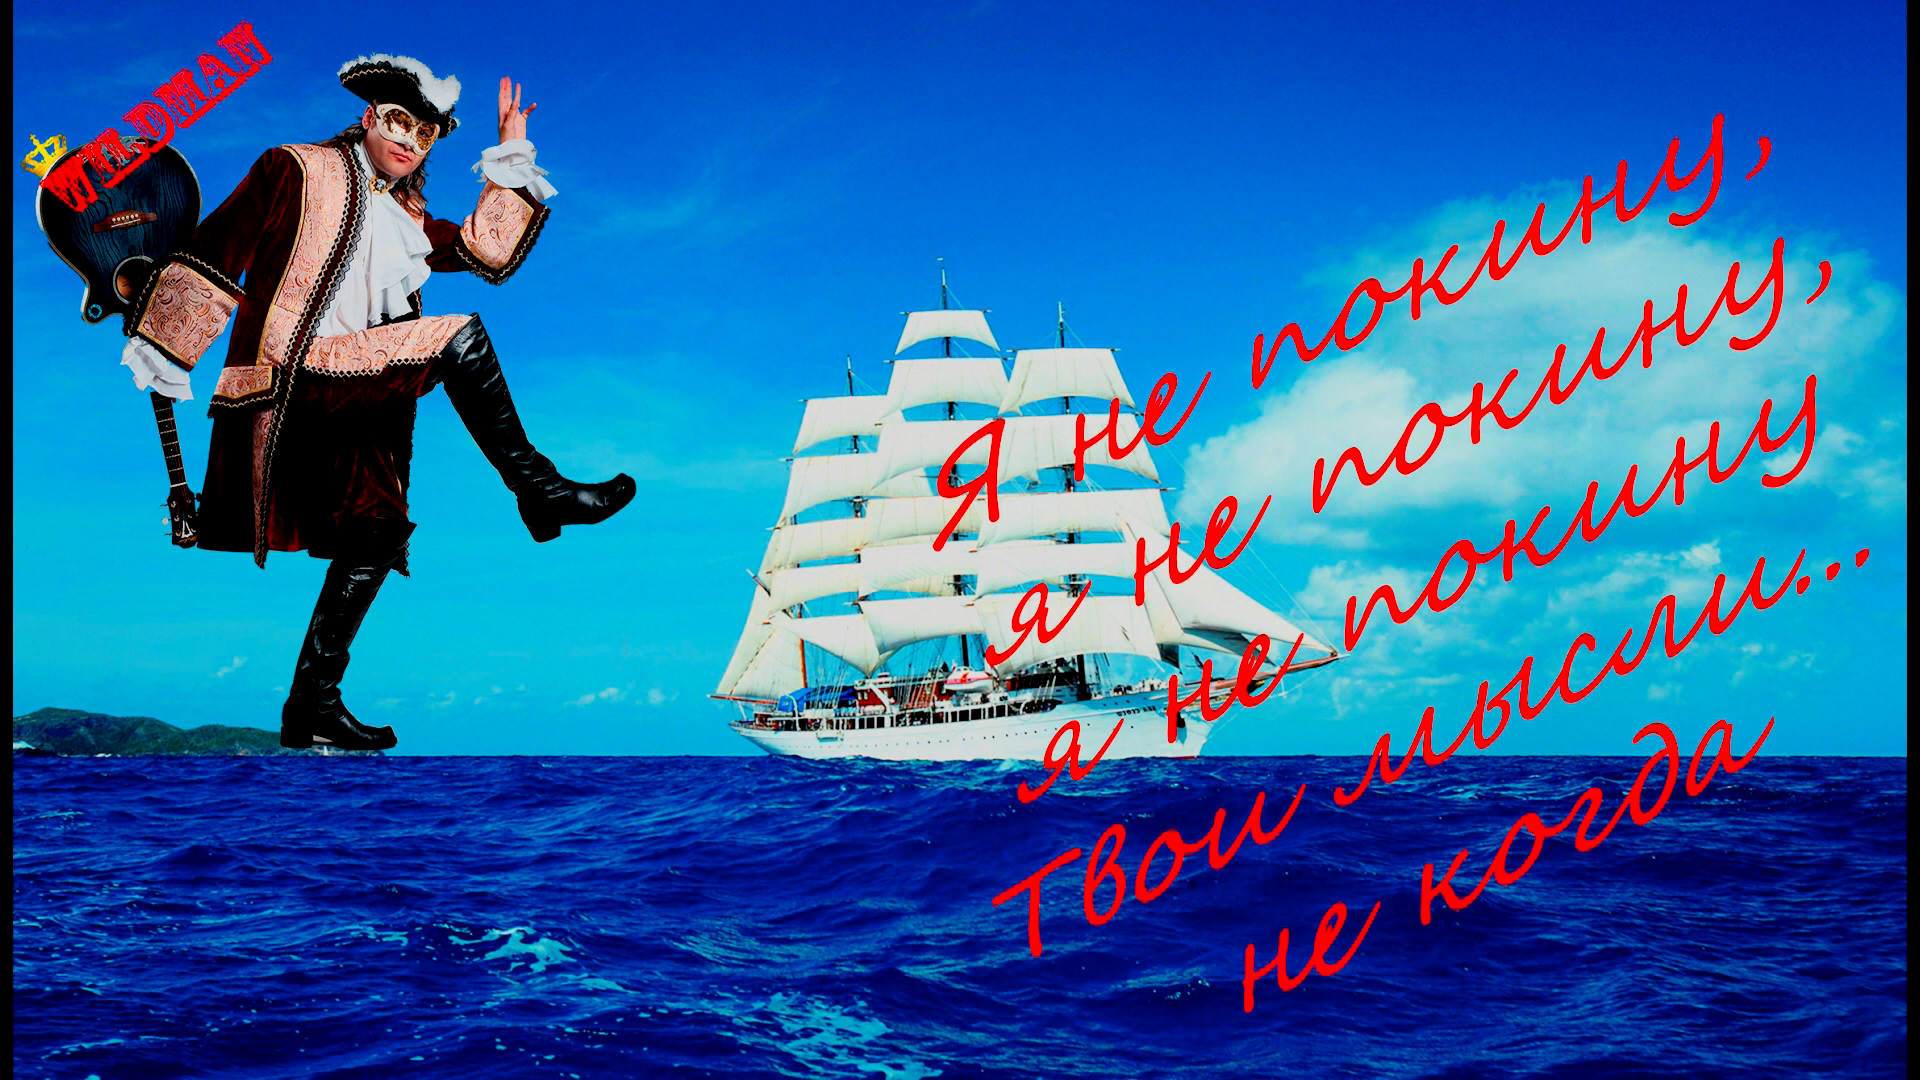 WILDMAN
Я не покину,
я не покину,
я не покину
Твои мысли...
не когда